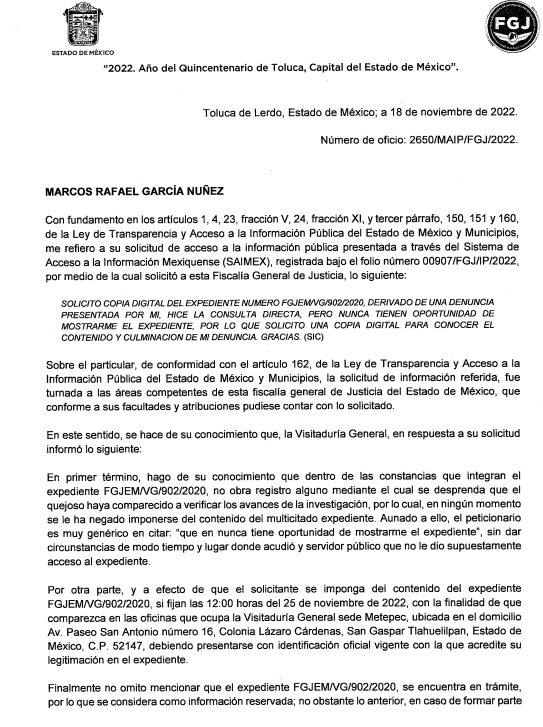 ESTADO DE MÉXICO
FGJ
“2022. Año del Quincentenario de Toluca, Capital del Estado de México”.
Toluca de Lerdo, Estado de México; a 18 de noviembre de 2022.
Número de oficio: 2650/MAIP/FGJ/2022.
MARCOS RAFAEL GARCÍA NUÑEZ
Con fundamento en los artículos 1, 4, 23, fracción V, 24, fracción XI, y tercer párrafo, 150, 151 y 160,
de la Ley de Transparencia y Acceso a la Información Pública del Estado de México y Municipios,
me refiero a su solicitud de acceso a la información pública presentada a través del Sistema de
Acceso a la Información Mexiquense (SAIMEX), registrada bajo el folio número 00907/FGJ/IP/2022,
por medio de la cual solicitó a esta Fiscalía General de Justicia, lo siguiente:
SOLICITO COPIA DIGITAL DEL EXPEDIENTE NUMERO FGJEM/VG/902/2020, DERIVADO DE UNA DENUNCIA
PRESENTADA POR MI, HICE LA CONSULTA DIRECTA, PERO NUNCA TIENEN OPORTUNIDAD DE
MOSTRARME EL EXPEDIENTE, POR LO QUE SOLICITO UNA COPIA DIGITAL PARA CONOCER EL
CONTENIDO Y CULMINACION DE MI DENUNCIA. GRACIAS. (SIC)
Sobre el particular, de conformidad con el artículo 162, de la Ley de Transparencia y Acceso a la
Información Pública del Estado de México y Municipios, la solicitud de información referida, fue
turnada a las áreas competentes de esta fiscalía general de Justicia del Estado de México, que
conforme a sus facultades y atribuciones pudiese contar con lo solicitado.
En este sentido, se hace de su conocimiento que, la Visitaduría General, en respuesta a su solicitud
informó lo siguiente:
En primer término, hago de su conocimiento que dentro de las constancias que integran el
expediente FGJEM/VG/902/2020, no obra registro alguno mediante el cual se desprenda que el
quejoso haya comparecido a verificar los avances de la investigación, por lo cual, en ningún momento
se le ha negado imponerse del contenido del multicitado expediente. Aunado a ello, el peticionario
es muy genérico en citar: “que en nunca tiene oportunidad de mostrarme el expediente”, sin dar
circunstancias de modo tiempo y lugar donde acudió y servidor público que no le dio supuestamente
acceso al expediente.
Por otra parte, y a efecto de que el solicitante se imponga del contenido del expediente
FGJEM/VG/902/2020, si fijan las 12:00 horas del 25 de noviembre de 2022, con la finalidad de que
comparezca en las oficinas que ocupa la Visitaduría General sede Metepec, ubicada en el domicilio
Av. Paseo San Antonio número 16, Colonia Lázaro Cárdenas, San Gaspar Tlahuelilpan, Estado de
México, C.P. 52147, debiendo presentarse con identificación oficial vigente con la que acredite su
legitimación en el expediente.
Finalmente no omito mencionar que el expediente FGJEM/VG/902/2020, se encuentra en trámite,
por lo que se considera como información reservada; no obstante lo anterior, en caso de formar parte